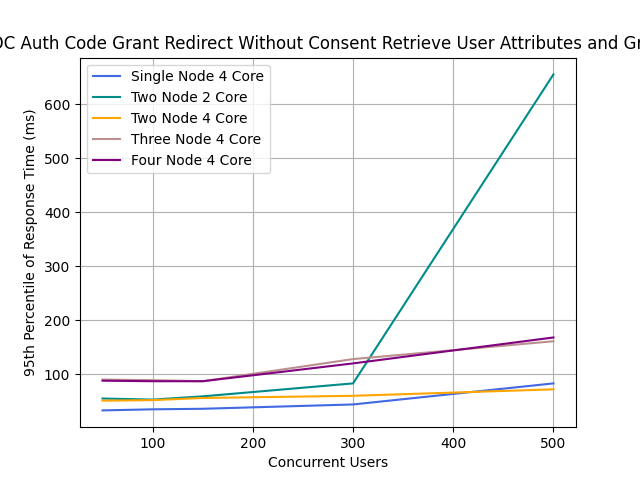 Auth Code Grant Redirect Without Consent Retrieve User Attributes and
Single Node 4 Core
Two Node 2 Core
Two Node 4 Core
Three Node 4 Core
Four Node 4 Core
95th Percentile of Response Time (ms)
600
500
400
300
200
100
100
200
300
400
500
Concurrent Users